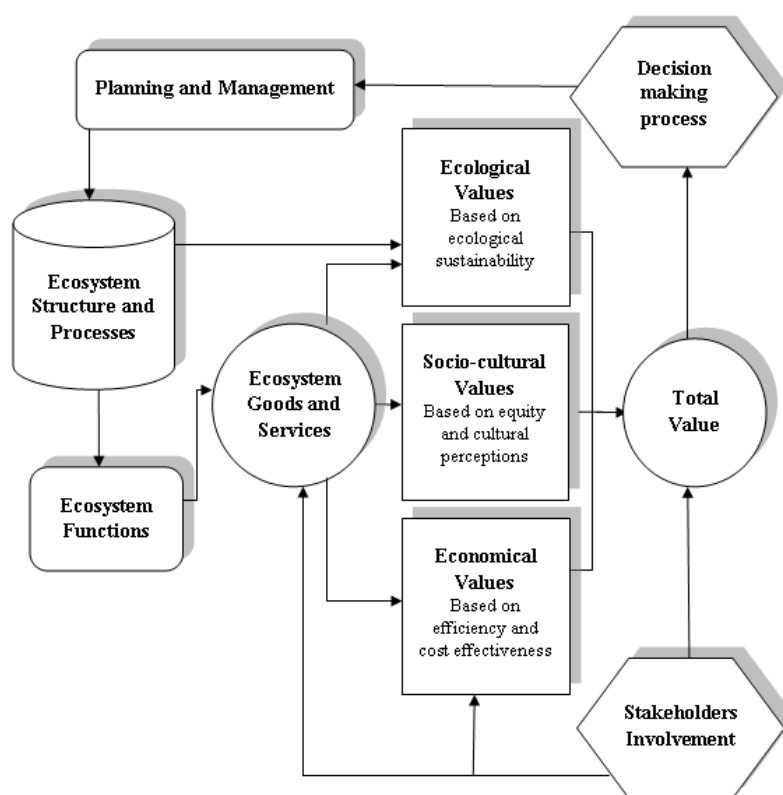 Planning and Management
Decision
making
process
Ecological
Values
Based on
ecological
sustainability
Ecosystem
Structure and
Processes
Ecosystem
Goods and
Services
Socio-cultural
Values
Based on equity
and cultural
perceptions
Total
Value
Ecosystem
Functions
Economical
Values
Based on
efficiency and
cost effectiveness
Stakeholders
Involvement